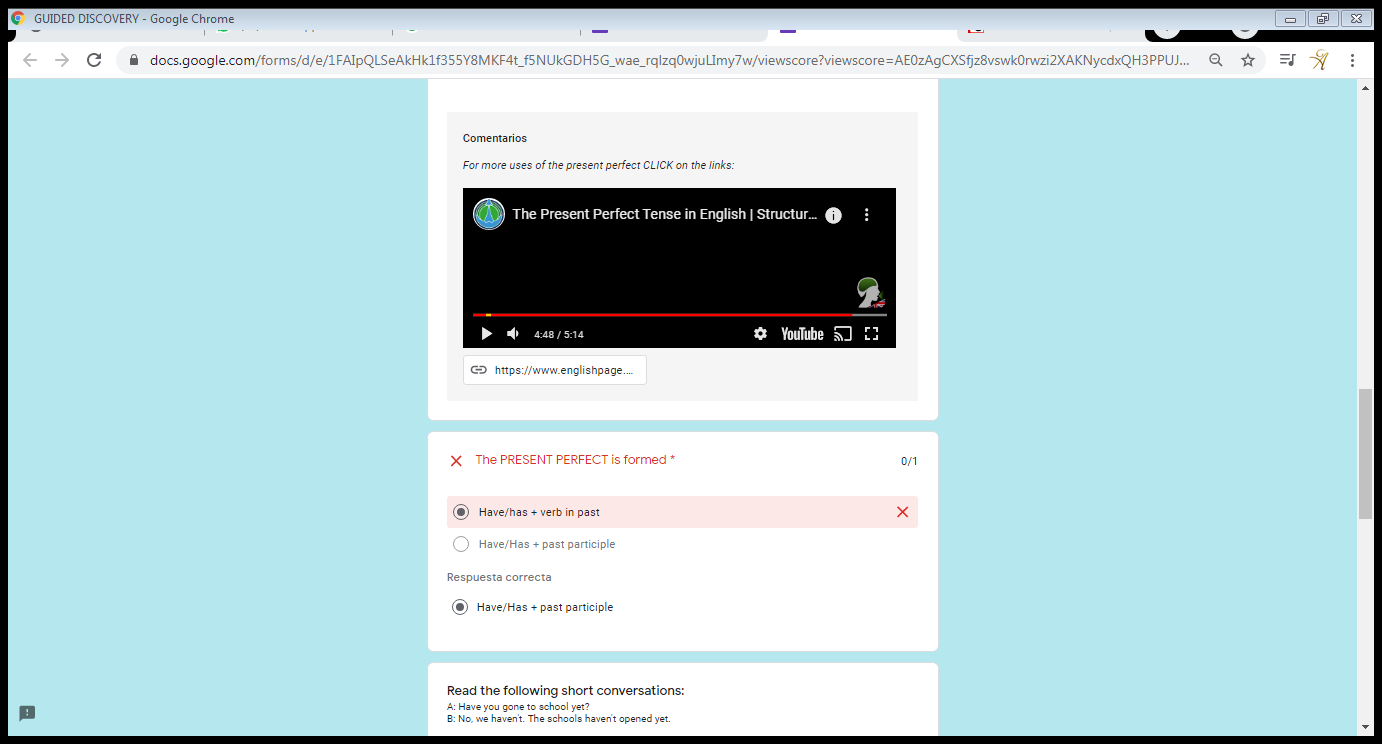 GUIDED DISCOVERY - Google Chrome
docs.google.com/forms/d/e/1FAIpQLSeAkHk1f355Y8MKF4t_f5NUkGDH5G_wae_rqIzq0wjuLImy7w/viewscore?viewscore=AE0zAgCXSfjz8vswk0rwzi2XAKNycdxQH3PPUJ...
Comentarios
For more uses of the present perfect CLICK on the links:
The Present Perfect Tense in English | Structur...
4:48 / 5:14
YouTube
https://www.englishpage....
The PRESENT PERFECT is formed *
0/1
Have/has + verb in past
Have/Has + past participle
Respuesta correcta
Have/Has + past participle
Read the following short conversations:
A: Have you gone to school yet?
B: No, we haven't. The schools haven't opened yet.